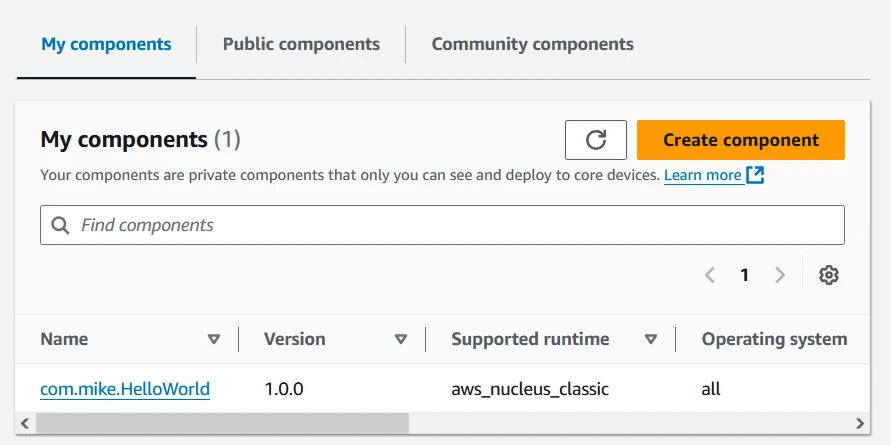 My components Public components Community components
My components (1) Create component
Your components are private components that only you can see and deploy to core devices. Learn more
Find components
1
Name Version Supported runtime Operating system
com.mike.HelloWorld 1.0.0 aws_nucleus_classic all